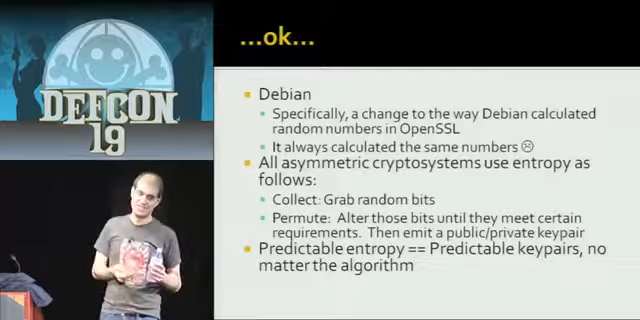 ...ok...
DEFCON
19
Debian
Specifically, a change to the way Debian calculated
random numbers in OpenSSL
It always calculated the same numbers ☹
All asymmetric cryptosystems use entropy as
follows:
Collect: Grab random bits
Permute: Alter those bits until they meet certain
requirements. Then emit a public/private keypair
Predictable entropy == Predictable keypairs, no
matter the algorithm